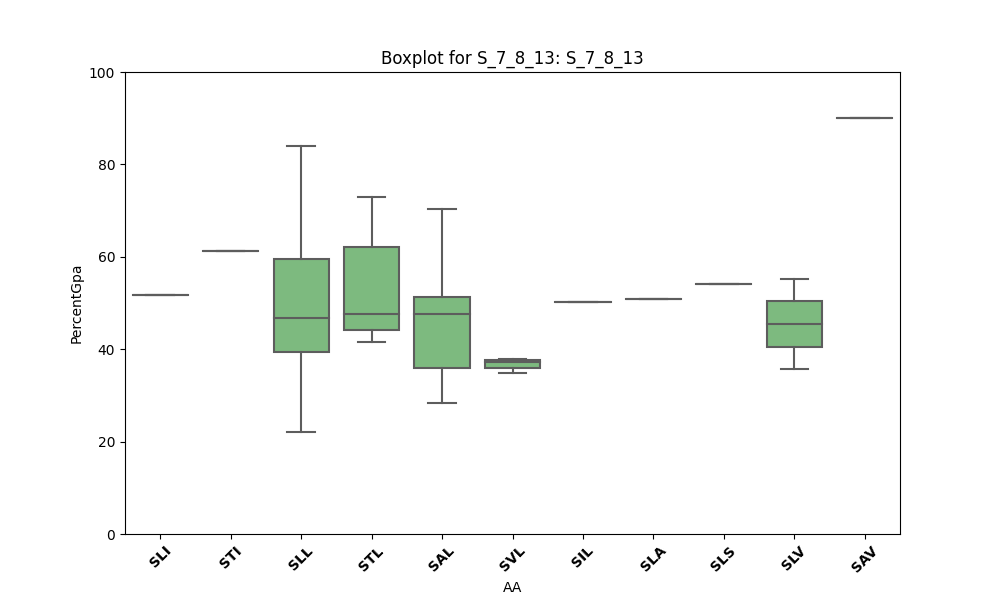 Boxplot for S_7_8_13: S_7_8_13
100
80
60
40
20
0
PercentGpa
SLI STI SLL STL SAL SVL SIL SLA SLS SLV SAV
AA